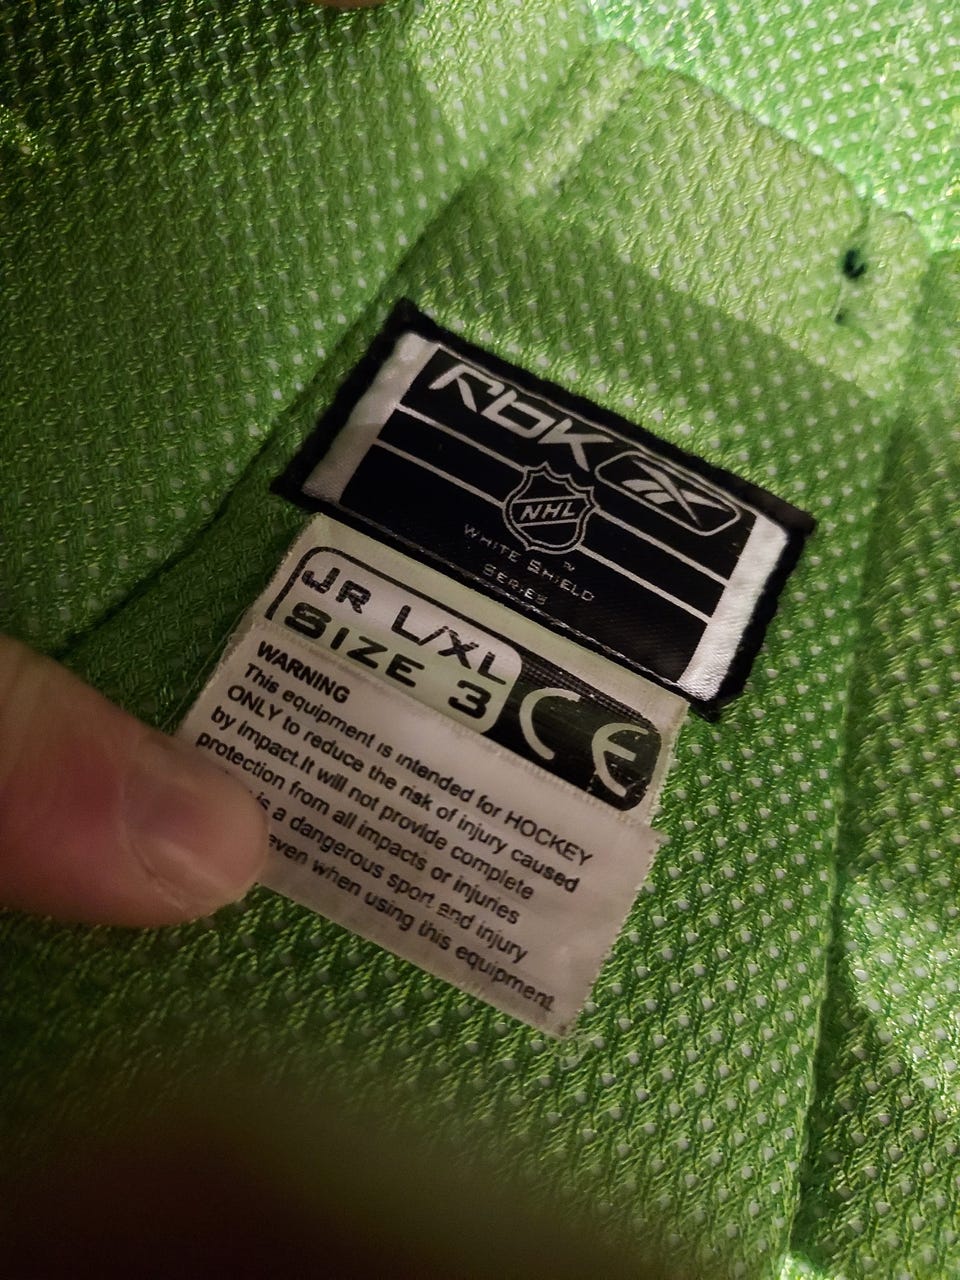 RBK
NHL
WHITE SHIELD
SERIES
JR L/XL
SIZE 3
CE
WARNING
This equipment is intended for HOCKEY
ONLY to reduce the risk of injury caused
by impact.It will not provide complete
protection from all impacts or injuries
is a dangerous sport and injury
even when using this equipment